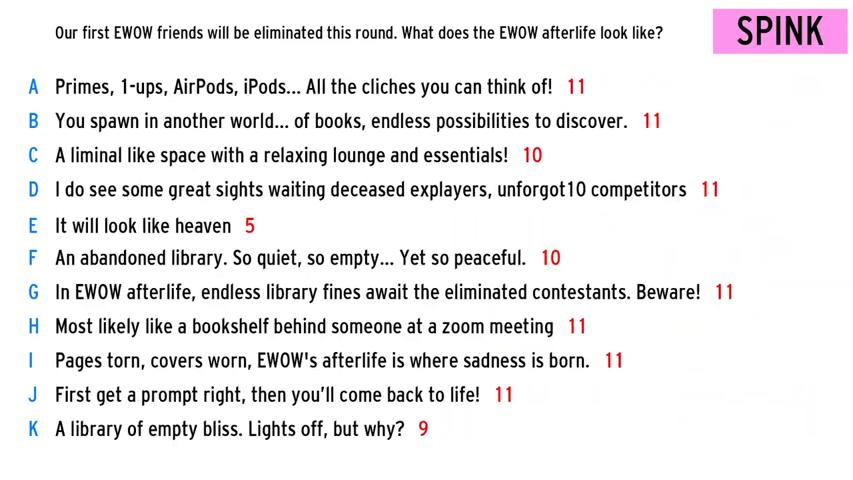 Our first EWOW friends will be eliminated this round. What does the EWOW afterlife look like?
SPINK
A Primes, 1-ups, AirPods, iPods... All the cliches you can think of! 11
B You spawn in another world... of books, endless possibilities to discover. 11
C A liminal like space with a relaxing lounge and essentials! 10
D I do see some great sights waiting deceased explayers, unforgot10 competitors 11
E It will look like heaven 5
F An abandoned library. So quiet, so empty... Yet so peaceful. 10
G In EWOW afterlife, endless library fines await the eliminated contestants. Beware! 11
H Most likely like a bookshelf behind someone at a zoom meeting 11
I Pages torn, covers worn, EWOW's afterlife is where sadness is born. 11
J First get a prompt right, then you'll come back to life! 11
K A library of empty bliss. Lights off, but why? 9